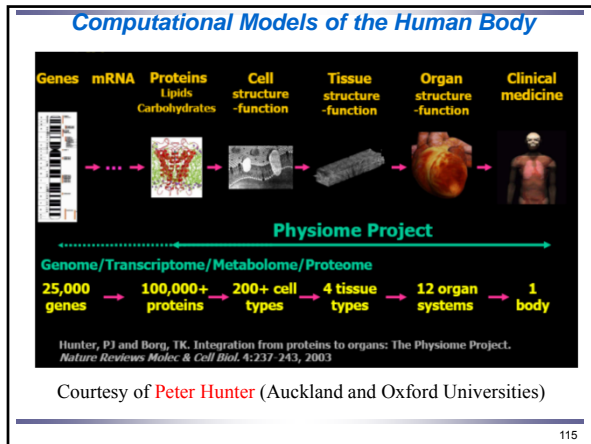 Computational Models of the Human Body
Genes mRNA Proteins Cell Tissue Organ Clinical
Lipids structure structure structure medicine
Carbohydrates -function -function -function
...
Physiome Project
Genome/Transcriptome/Metabolome/Proteome
25,000 100,000+ 200+ cell 4 tissue 12 organ 1
genes proteins types types systems body
Hunter, PJ and Borg, TK. Integration from proteins to organs: The Physiome Project.
Nature Reviews Molec & Cell Biol. 4:237-243, 2003
Courtesy of Peter Hunter (Auckland and Oxford Universities)
115